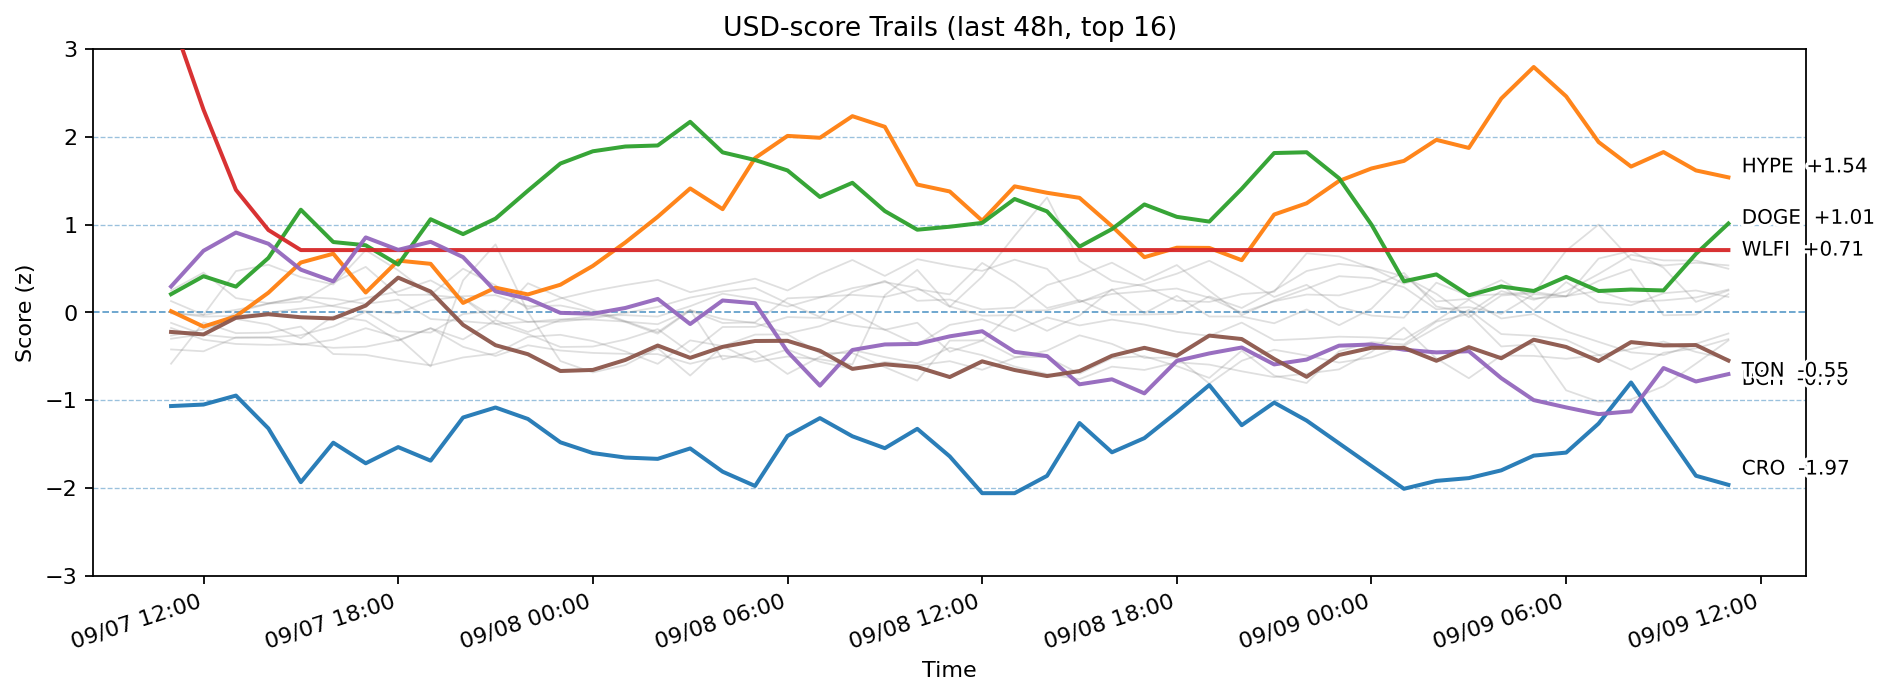 USD-score Trails (last 48h, top 16)
3
2
1
0
−1
−2
−3
Score (z)
HYPE +1.54
DOGE +1.01
WLFI +0.71
TON -0.55
BCH -0.70
CRO -1.97
09/07 12:00
09/07 18:00
09/08 00:00
09/08 06:00
09/08 12:00
09/08 18:00
09/09 00:00
09/09 06:00
09/09 12:00
Time